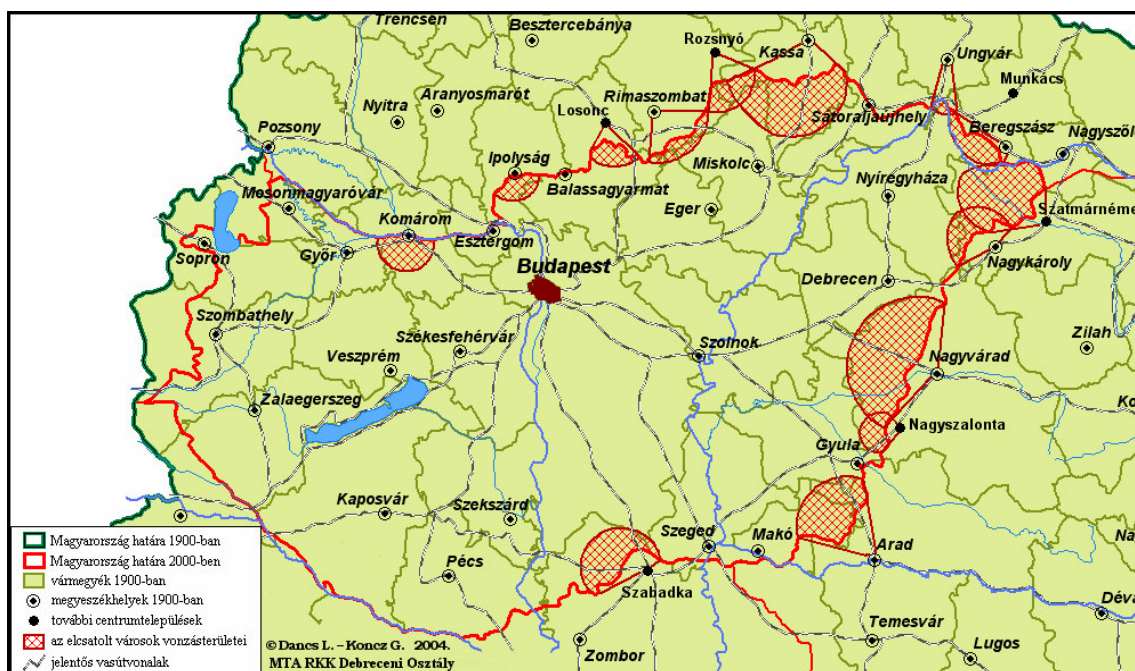 Trencsén
Besztercebánya
Rozsnyó
Kassa
Ungvár
Munkács
Nyitra
Aranyosmarót
Losonc
Rimaszombat
Sátoraljaújhely
Beregszász
Pozsony
Ipolyság
Miskolc
Mosonmagyaróvár
Balassagyarmat
Nyíregyháza
Komárom
Eger
Sopron
Győr
Esztergom
Budapest
Debrecen
Nagykároly
Szombathely
Székesfehérvár
Veszprém
Szolnok
Zilah
Nagyvárad
Zalaegerszeg
Nagyszalonta
Gyula
Kaposvár
Szekszárd
Szeged
Makó
Arad
Pécs
Szabadka
Déva
Temesvár
Zombor
Lugos
Magyarország határa 1900-ban
Magyarország határa 2000-ben
vármegyék 1900-ban
megyeszékhelyek 1900-ban
további centrumtelepülések
az elcsatolt városok vonzásterületei
jelentős vasútvonalak
©Dancs L. – Koncz G. 2004.
MTA RKK Debreceni Osztály